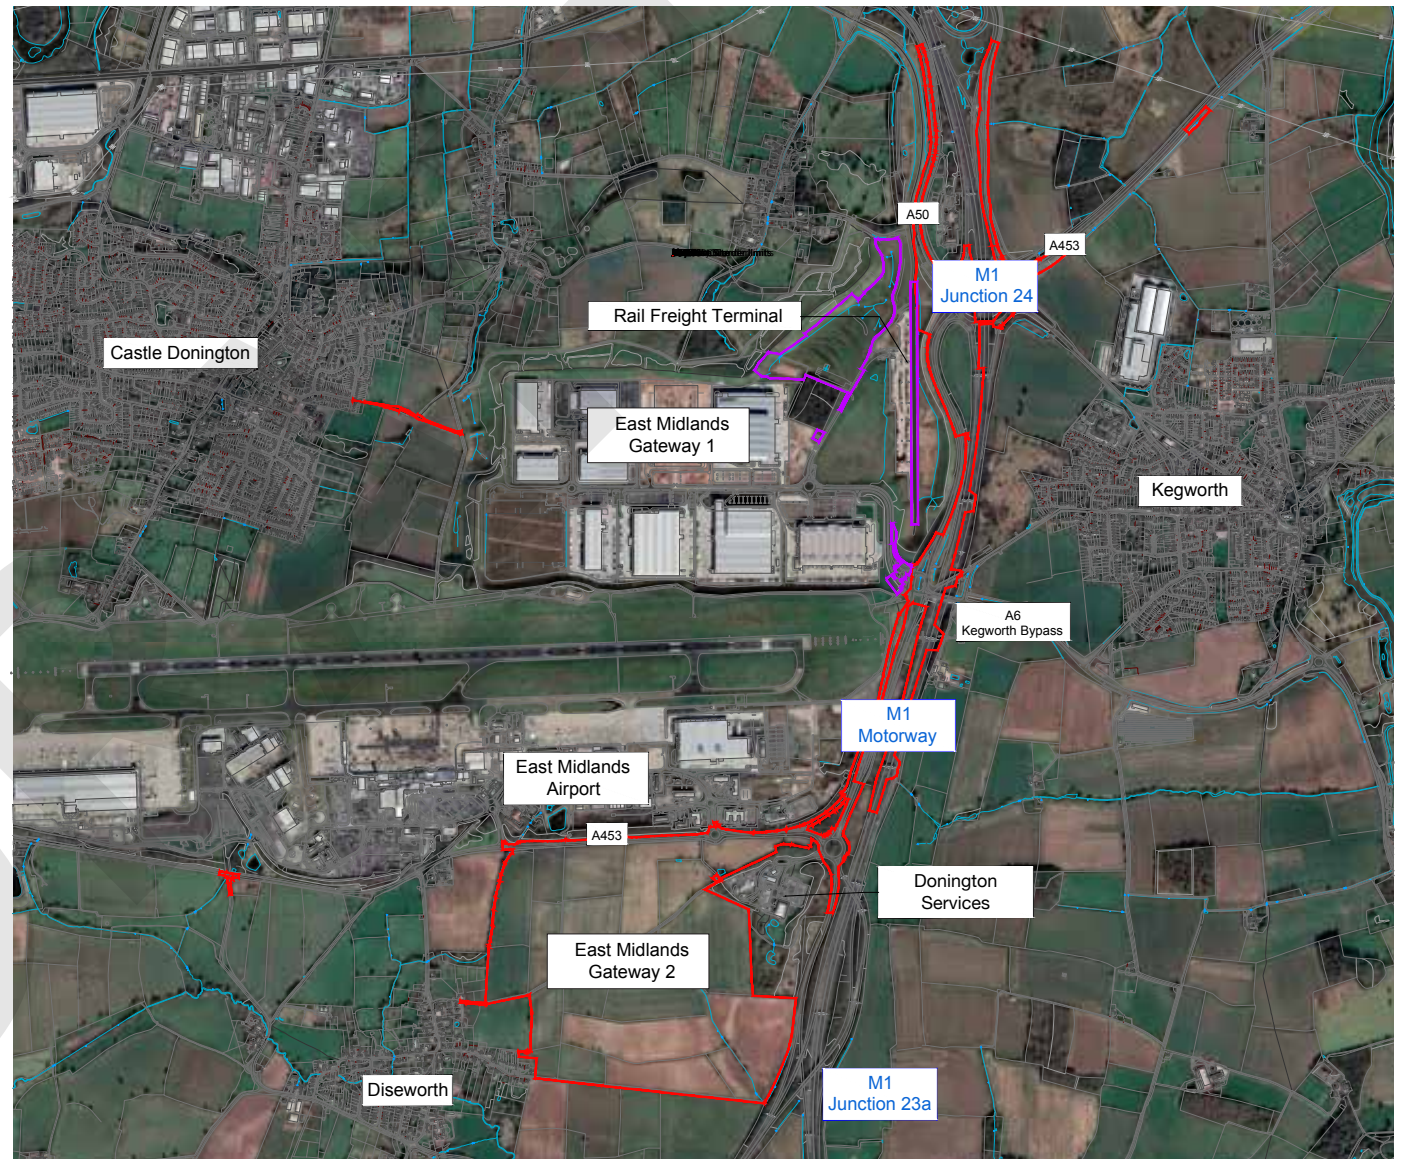 A50
A453
M1
Junction 24
Rail Freight Terminal
Castle Donington
East Midlands
Gateway 1
Kegworth
A6
Kegworth Bypass
M1
Motorway
East Midlands
Airport
A453
Donington
Services
East Midlands
Gateway 2
Diseworth
M1
Junction 23a